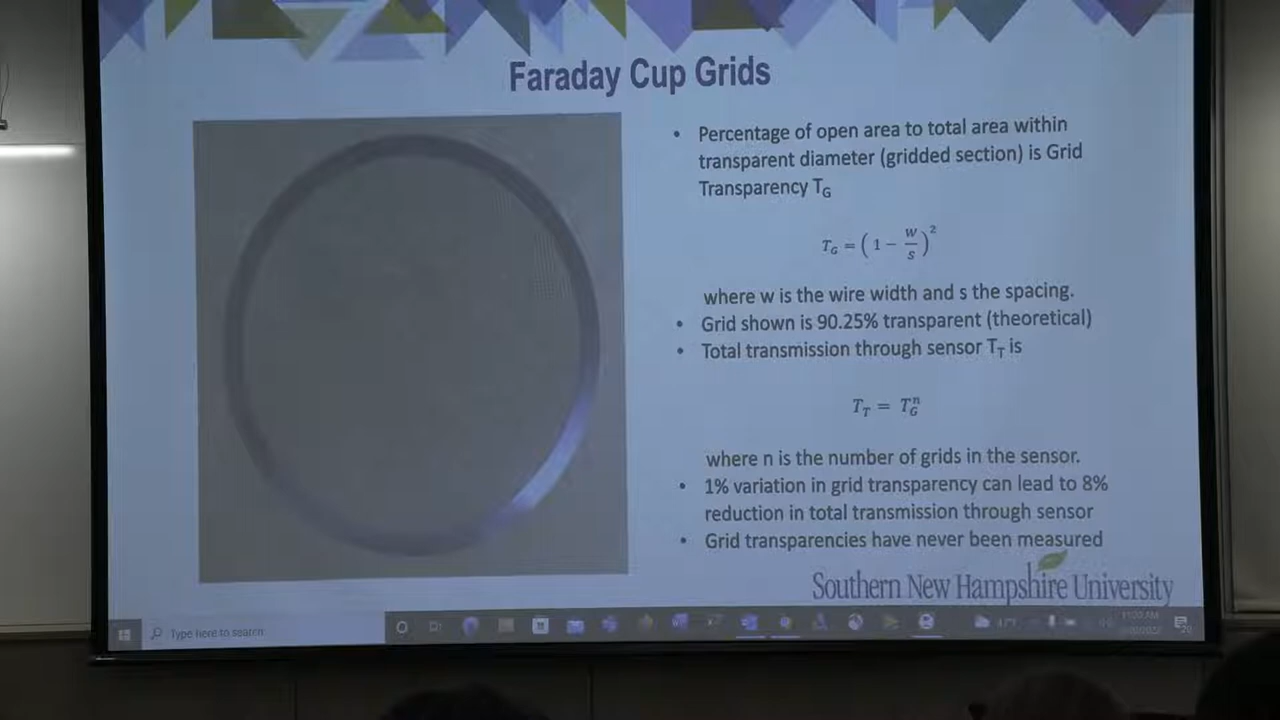 Faraday Cup Grids
• Percentage of open area to total area within
transparent diameter (gridded section) is Grid
Transparency T_G
T_G = (1 − w/s)^2
where w is the wire width and s the spacing.
• Grid shown is 90.25% transparent (theoretical)
• Total transmission through sensor T_T is
T_T = T_G^n
where n is the number of grids in the sensor.
• 1% variation in grid transparency can lead to 8%
reduction in total transmission through sensor
• Grid transparencies have never been measured
Southern New Hampshire University
Type here to search